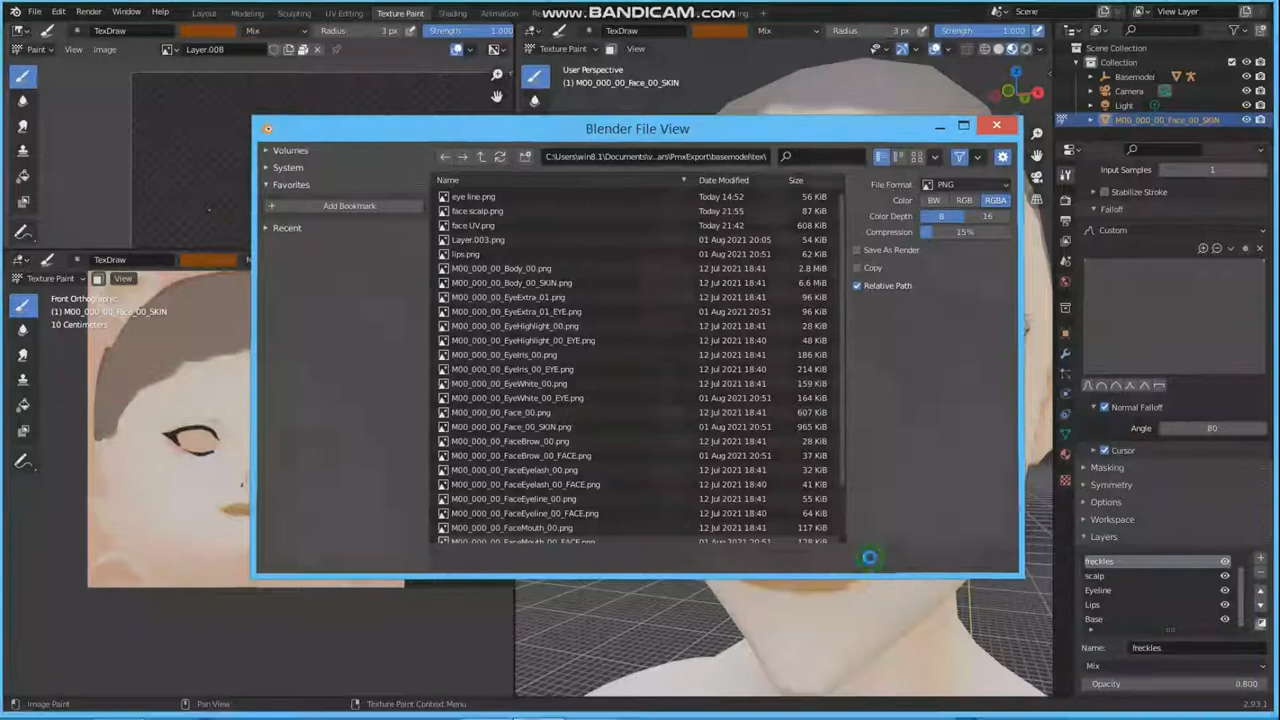 File Edit Render Window Help Layout Modeling Sculpting UV Editing Texture Paint Shading Animation
www.BANDICAM.com
Scene
View Layer
TexDraw Mix Radius 3 px Strength 1.000
TexDraw Mix Radius 3 px Strength 1.000
Paint View Image Layer.008
Texture Paint View
User Perspective
(1) M00_000_00_Face_00_SKIN
Scene Collection
Collection
Basemodel
Camera
Light
M00_000_00_Face_00_SKIN
Blender File View
Volumes
System
Favorites
Add Bookmark
Recent
C:\Users\win8.1\Documents\v...ars\PmxExport\basemodel\tex\
Name Date Modified Size
eye line.png Today 14:52 56 KiB
face scalp.png Today 21:55 87 KiB
face UV.png Today 21:42 608 KiB
Layer.003.png 01 Aug 2021 20:05 54 KiB
lips.png 01 Aug 2021 20:51 62 KiB
M00_000_00_Body_00.png 12 Jul 2021 18:41 2.8 MiB
M00_000_00_Body_00_SKIN.png 12 Jul 2021 18:41 6.6 MiB
M00_000_00_EyeExtra_01.png 12 Jul 2021 18:41 96 KiB
M00_000_00_EyeExtra_01_EYE.png 01 Aug 2021 20:51 96 KiB
M00_000_00_EyeHighlight_00.png 12 Jul 2021 18:41 28 KiB
M00_000_00_EyeHighlight_00_EYE.png 12 Jul 2021 18:40 48 KiB
M00_000_00_EyeIris_00.png 12 Jul 2021 18:41 186 KiB
M00_000_00_EyeIris_00_EYE.png 12 Jul 2021 18:40 214 KiB
M00_000_00_EyeWhite_00.png 12 Jul 2021 18:41 159 KiB
M00_000_00_EyeWhite_00_EYE.png 01 Aug 2021 20:51 164 KiB
M00_000_00_Face_00.png 12 Jul 2021 18:41 607 KiB
M00_000_00_Face_00_SKIN.png 01 Aug 2021 20:51 965 KiB
M00_000_00_FaceBrow_00.png 12 Jul 2021 18:41 28 KiB
M00_000_00_FaceBrow_00_FACE.png 01 Aug 2021 20:51 37 KiB
M00_000_00_FaceEyelash_00.png 12 Jul 2021 18:41 32 KiB
M00_000_00_FaceEyelash_00_FACE.png 12 Jul 2021 18:40 41 KiB
M00_000_00_FaceEyeline_00.png 12 Jul 2021 18:41 55 KiB
M00_000_00_FaceEyeline_00_FACE.png 12 Jul 2021 18:40 64 KiB
M00_000_00_FaceMouth_00.png 12 Jul 2021 18:41 117 KiB
M00_000_00_FaceMouth_00_FACE.png 01 Aug 2021 20:51 128 KiB
File Format PNG
Color BW RGB RGBA
Color Depth 8 16
Compression 15%
Save As Render
Copy
Relative Path
TexDraw
Texture Paint View
Front Orthographic
(1) M00_000_00_Face_00_SKIN
10 Centimeters
Input Samples 1
Stabilize Stroke
Falloff
Custom
Normal Falloff
Angle 80
Cursor
Masking
Symmetry
Options
Workspace
Layers
freckles
scalp
Eyeline
Lips
Base
Name: freckles
Mix
Opacity 0.800
Image Paint Pan View Texture Paint Context Menu 2.93.1